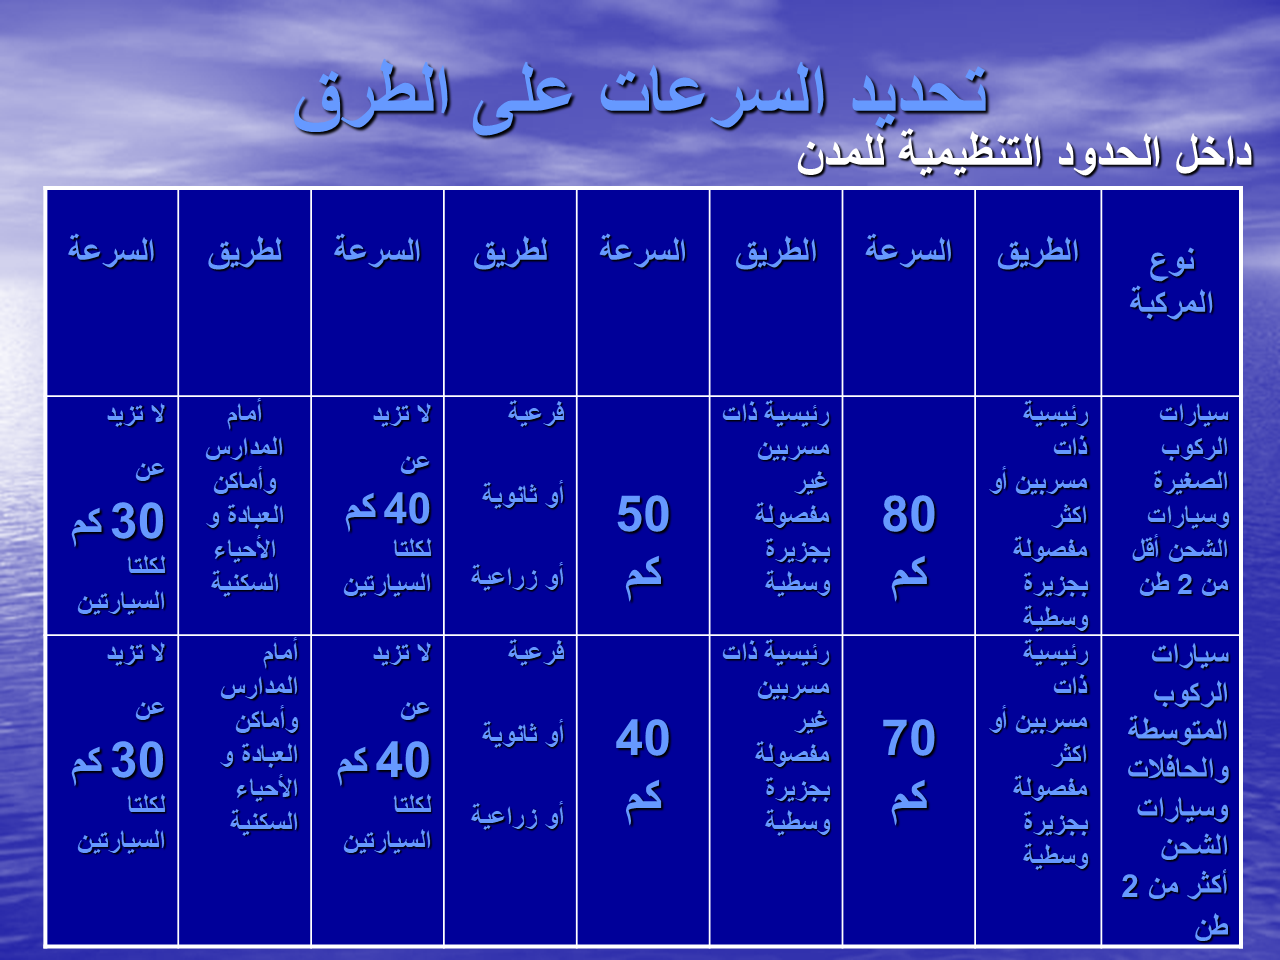 تحديد السرعات على الطرق
داخل الحدود التنظيمية للمدن
نوع
المركبة
الطريق
السرعة
الطريق
السرعة
لطريق
السرعة
لطريق
السرعة
سيارات
الركوب
الصغيرة
وسيارات
الشحن أقل
من 2 طن
رئيسية
ذات
مسربين أو
اكثر
مفصولة
بجزيرة
وسطية
80
كم
رئيسية ذات
مسربين
غير
مفصولة
بجزيرة
وسطية
50
كم
فرعية
أو ثانوية
أو زراعية
لا تزيد
عن
40 كم
لكلتا
السيارتين
أمام
المدارس
وأماكن
العبادة و
الأحياء
السكنية
لا تزيد
عن
30 كم
لكلتا
السيارتين
سيارات
الركوب
المتوسطة
والحافلات
وسيارات
الشحن
أكثر من 2
طن
رئيسية
ذات
مسربين أو
اكثر
مفصولة
بجزيرة
وسطية
70
كم
رئيسية ذات
مسربين
غير
مفصولة
بجزيرة
وسطية
40
كم
فرعية
أو ثانوية
أو زراعية
لا تزيد
عن
40 كم
لكلتا
السيارتين
أمام
المدارس
وأماكن
العبادة و
الأحياء
السكنية
لا تزيد
عن
30 كم
لكلتا
السيارتين